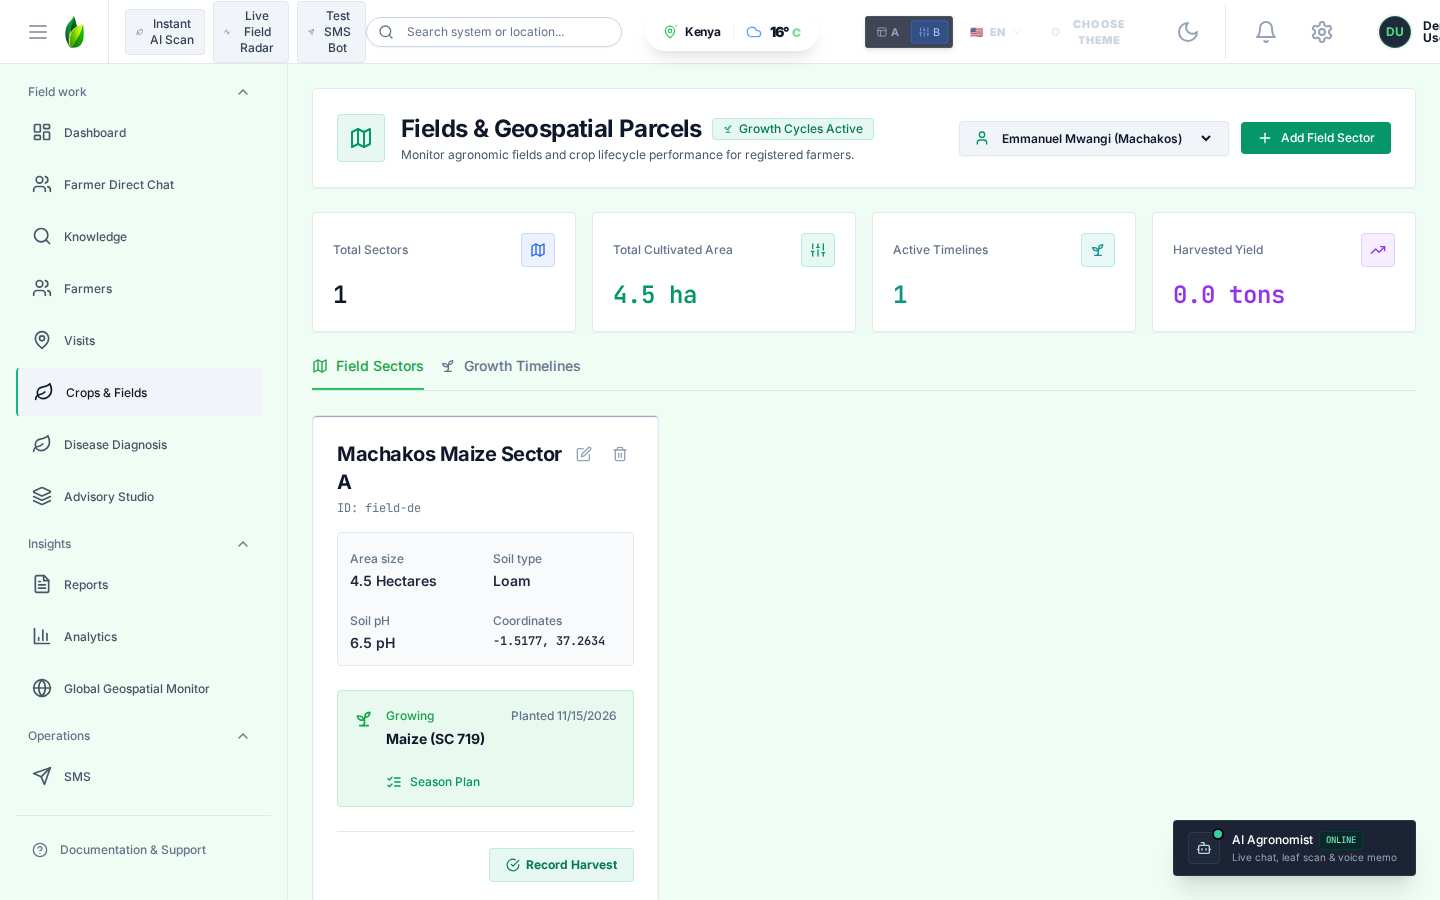 Instant AI Scan
Live Field Radar
Test SMS Bot
Search system or location...
Kenya
16° C
A
B
EN
CHOOSE THEME
DU
Field work
Dashboard
Farmer Direct Chat
Knowledge
Farmers
Visits
Crops & Fields
Disease Diagnosis
Advisory Studio
Insights
Reports
Analytics
Global Geospatial Monitor
Operations
SMS
Documentation & Support
Fields & Geospatial Parcels
Growth Cycles Active
Monitor agronomic fields and crop lifecycle performance for registered farmers.
Emmanuel Mwangi (Machakos)
Add Field Sector
Total Sectors
1
Total Cultivated Area
4.5 ha
Active Timelines
1
Harvested Yield
0.0 tons
Field Sectors
Growth Timelines
Machakos Maize Sector
A
ID: field-de
Area size
4.5 Hectares
Soil type
Loam
Soil pH
6.5 pH
Coordinates
-1.5177, 37.2634
Growing
Planted 11/15/2026
Maize (SC 719)
Season Plan
Record Harvest
AI Agronomist
ONLINE
Live chat, leaf scan & voice memo